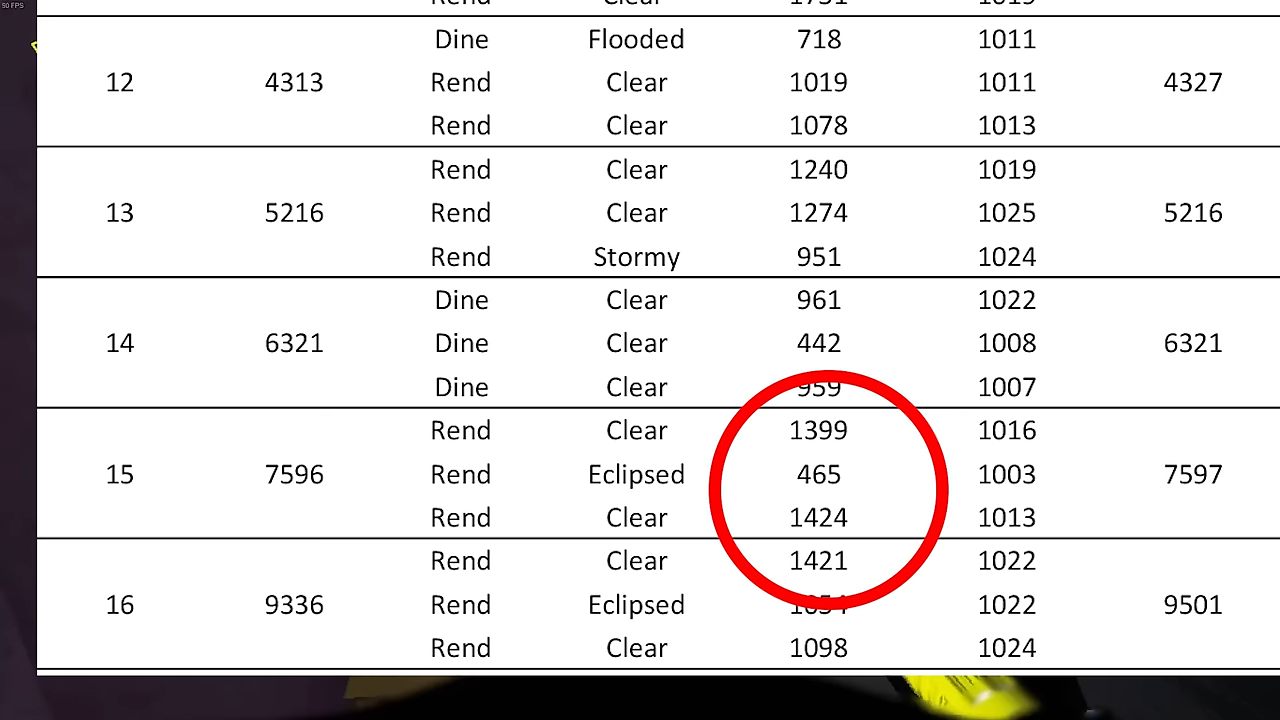 50 FPS
Dine Flooded 718 1011
12 4313 Rend Clear 1019 1011 4327
Rend Clear 1078 1013
Rend Clear 1240 1019
13 5216 Rend Clear 1274 1025 5216
Rend Stormy 951 1024
Dine Clear 961 1022
14 6321 Dine Clear 442 1008 6321
Dine Clear 959 1007
Rend Clear 1399 1016
15 7596 Rend Eclipsed 465 1003 7597
Rend Clear 1424 1013
Rend Clear 1421 1022
16 9336 Rend Eclipsed 1022 9501
Rend Clear 1098 1024